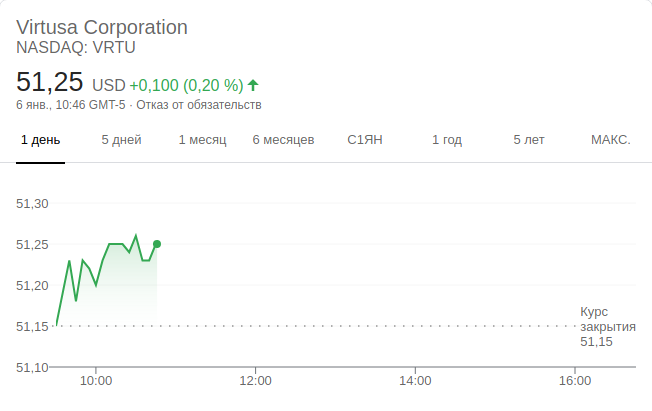 Virtusa Corporation
NASDAQ: VRTU
51,25 USD +0,100 (0,20 %)
6 янв., 10:46 GMT-5 · Отказ от обязательств
1 день 5 дней 1 месяц 6 месяцев С1ЯН 1 год 5 лет МАКС.
51,30
51,25
51,20
51,15
51,10
Курс
закрытия
51,15
10:00 12:00 14:00 16:00